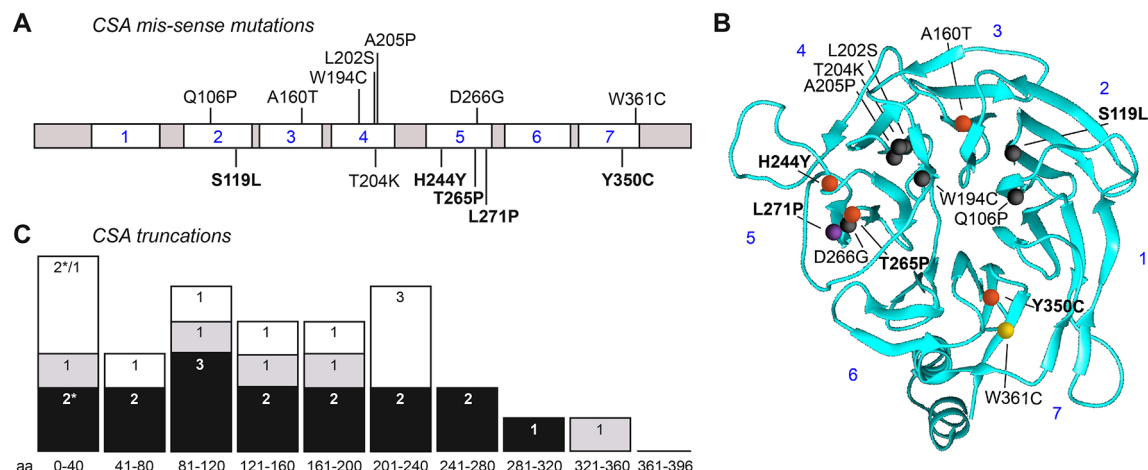 A CSA mis-sense mutations
A205P
L202S
W194C
Q106P A160T D266G W361C
1 2 3 4 5 6 7
S119L T204K H244Y Y350C
T265P
L271P
C CSA truncations
2*/1
1 3
1 1 1
1 1 1 1 1
3
2* 2 2 2 2 2
1 1
aa 0-40 41-80 81-120 121-160 161-200 201-240 241-280 281-320 321-360 361-396
B
A160T 3
4 L202S
T204K
A205P
2
S119L
H244Y
W194C
L271P Q106P
5
D266G
T265P
1
Y350C
6
W361C
7